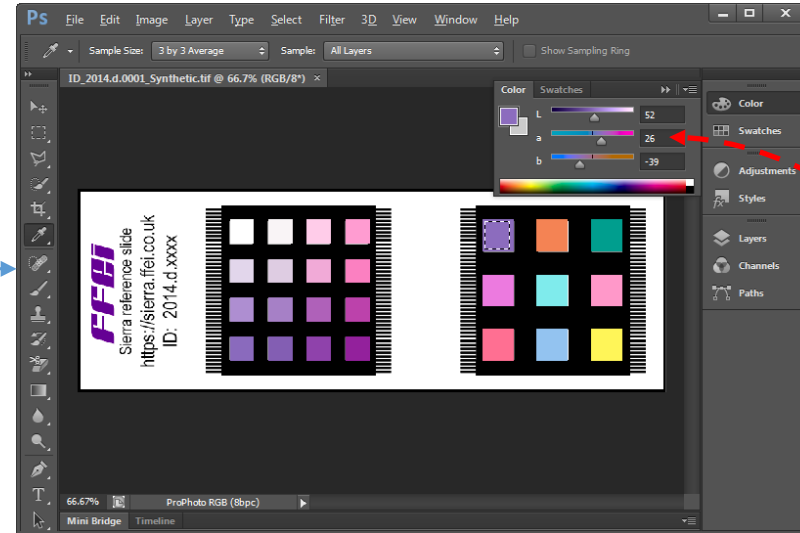 Ps File Edit Image Layer Type Select Filter 3D View Window Help
Sample Size: 3 by 3 Average Sample: All Layers Show Sampling Ring
ID_2014.d.0001_Synthetic.tif @ 66.7% (RGB/8*) ×
Color Swatches
L 52
a 26
b -39
Color
Swatches
Adjustments
Styles
Layers
Channels
Paths
FFEI
Sierra reference slide
https://sierra.ffei.co.uk
ID: 2014.d.xxxx
66.67% ProPhoto RGB (8bpc)
Mini Bridge Timeline